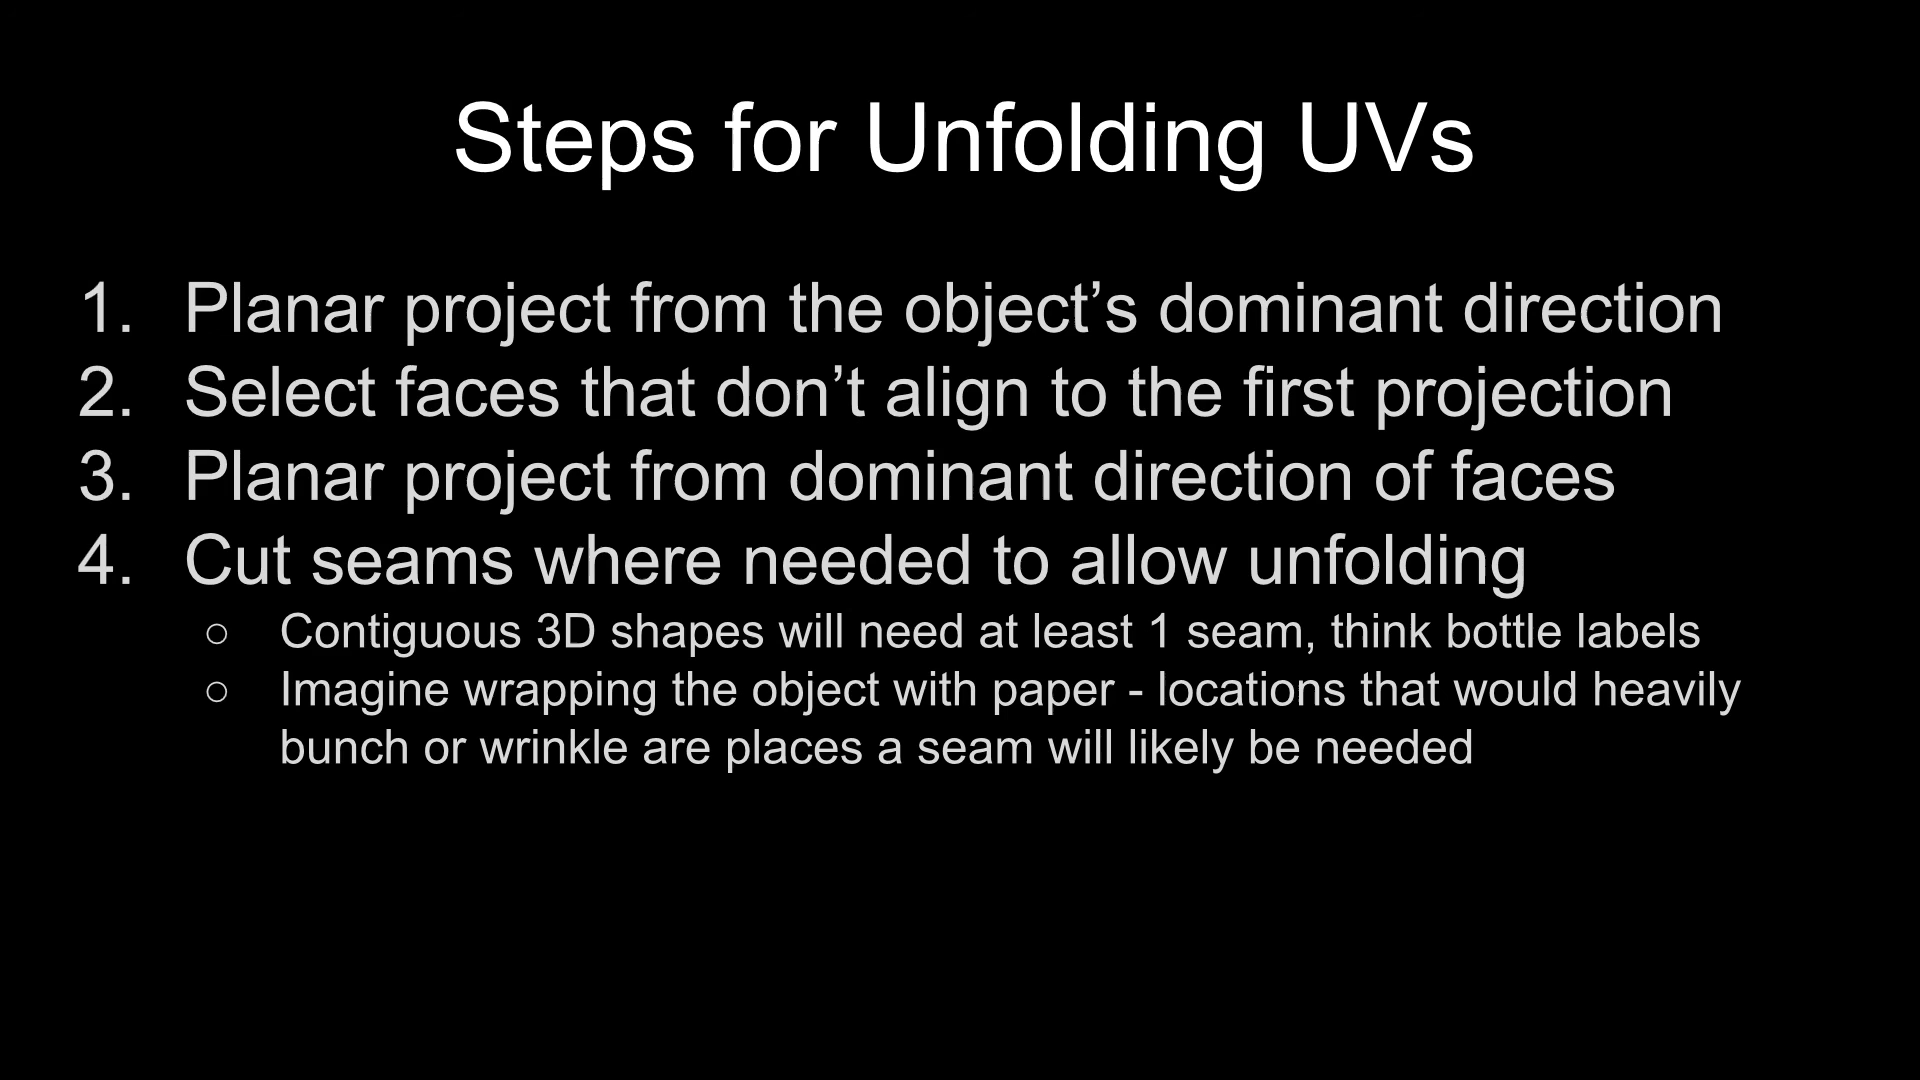 Steps for Unfolding UVs
1. Planar project from the object’s dominant direction
2. Select faces that don’t align to the first projection
3. Planar project from dominant direction of faces
4. Cut seams where needed to allow unfolding
○ Contiguous 3D shapes will need at least 1 seam, think bottle labels
○ Imagine wrapping the object with paper - locations that would heavily
bunch or wrinkle are places a seam will likely be needed